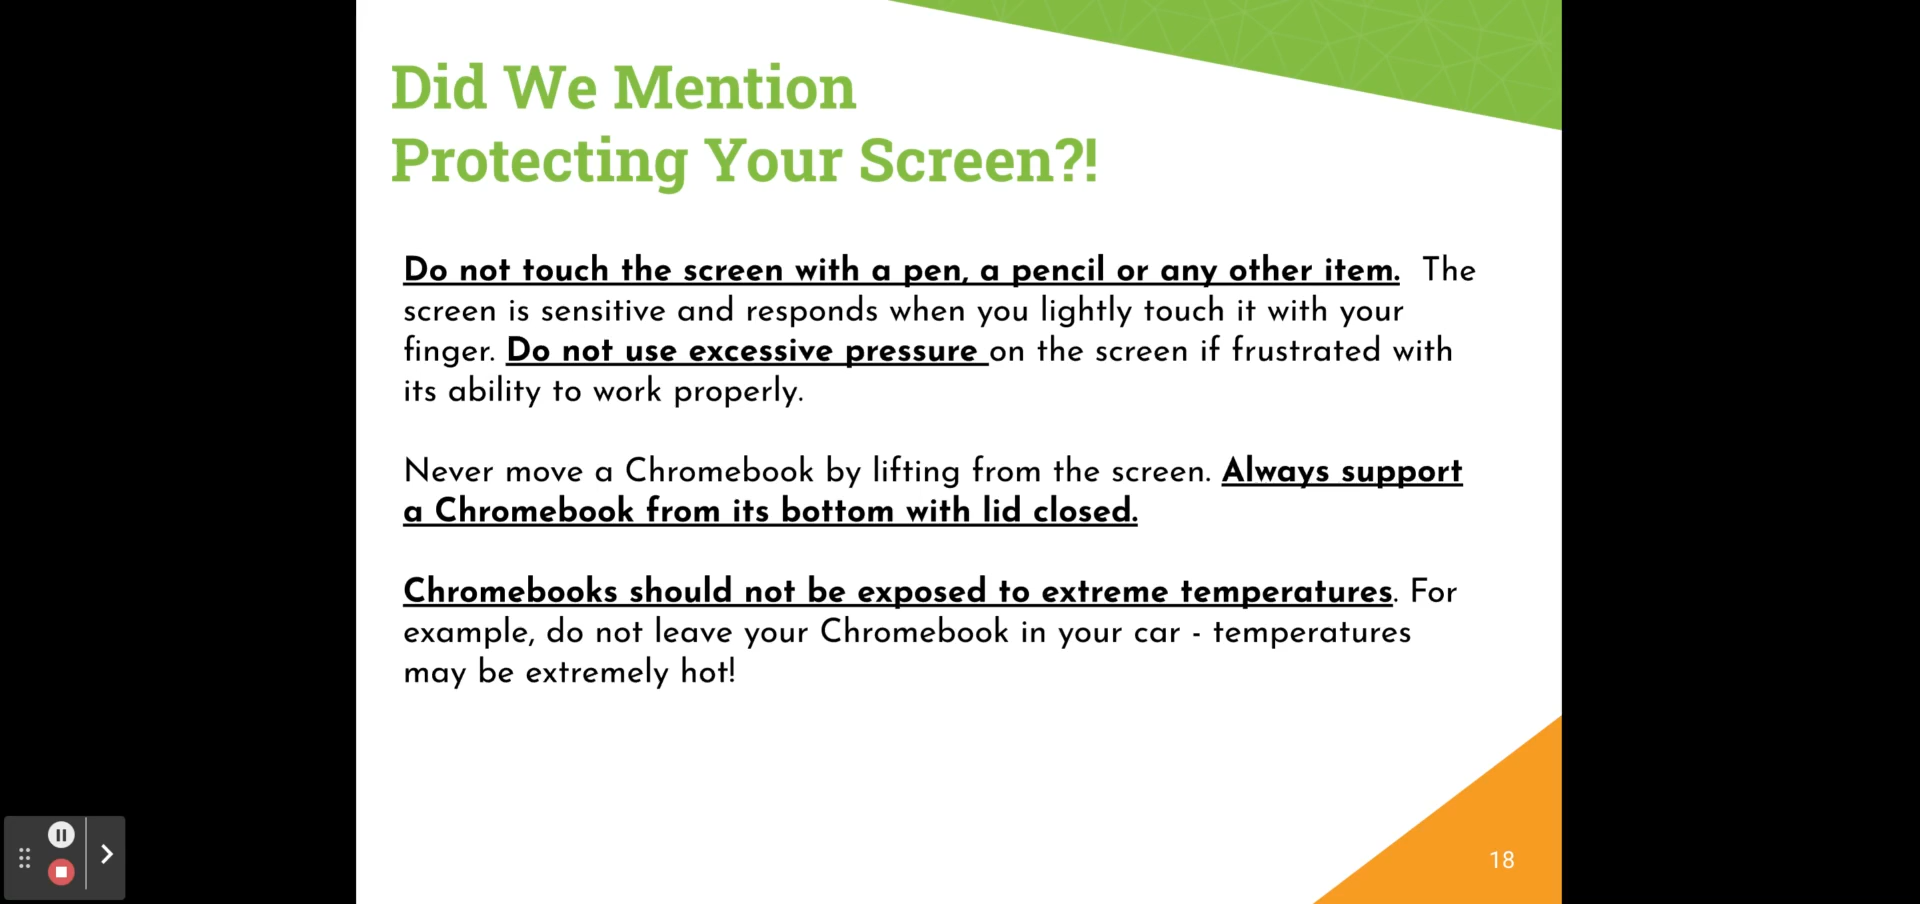 Did We Mention
Protecting Your Screen?!
Do not touch the screen with a pen, a pencil or any other item. The
screen is sensitive and responds when you lightly touch it with your
finger. Do not use excessive pressure on the screen if frustrated with
its ability to work properly.
Never move a Chromebook by lifting from the screen. Always support
a Chromebook from its bottom with lid closed.
Chromebooks should not be exposed to extreme temperatures. For
example, do not leave your Chromebook in your car - temperatures
may be extremely hot!
18